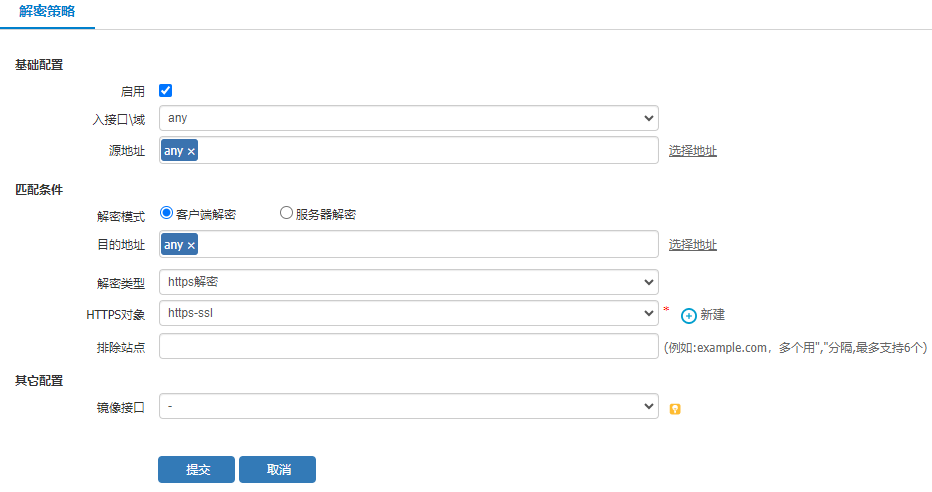 解密策略
基础配置
启用
入接口\域 any
源地址 any × 选择地址
匹配条件
解密模式 客户端解密 服务器解密
目的地址 any × 选择地址
解密类型 https解密
HTTPS对象 https-ssl * 新建
排除站点 (例如:example.com，多个用","分隔,最多支持6个)
其它配置
镜像接口 -
提交 取消